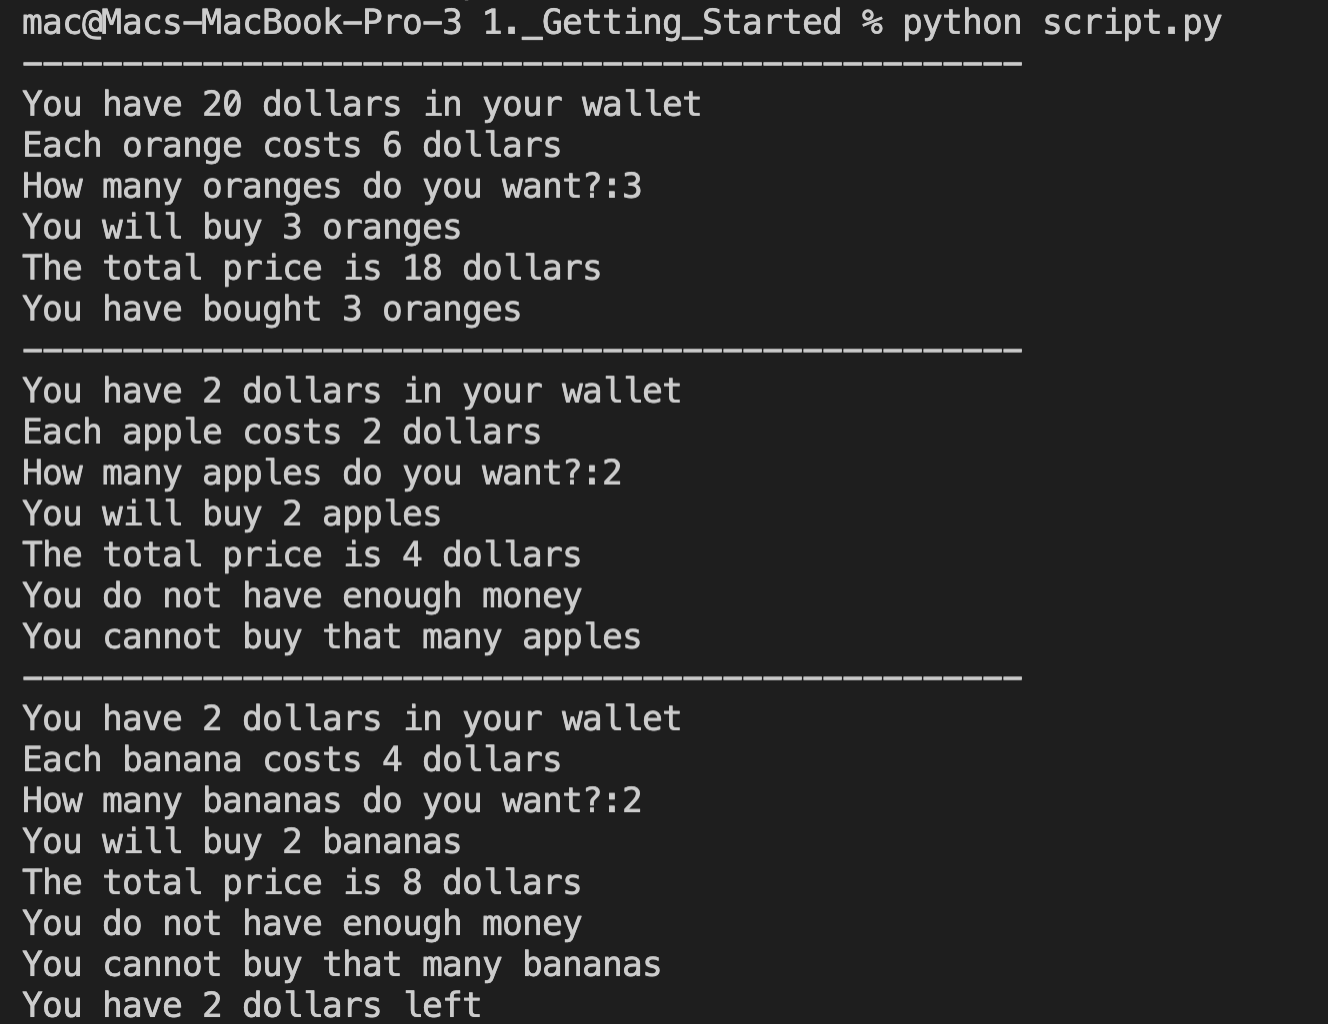 mac@Macs-MacBook-Pro-3 1._Getting_Started % python script.py
--------------------------------------------------
You have 20 dollars in your wallet
Each orange costs 6 dollars
How many oranges do you want?:3
You will buy 3 oranges
The total price is 18 dollars
You have bought 3 oranges
--------------------------------------------------
You have 2 dollars in your wallet
Each apple costs 2 dollars
How many apples do you want?:2
You will buy 2 apples
The total price is 4 dollars
You do not have enough money
You cannot buy that many apples
--------------------------------------------------
You have 2 dollars in your wallet
Each banana costs 4 dollars
How many bananas do you want?:2
You will buy 2 bananas
The total price is 8 dollars
You do not have enough money
You cannot buy that many bananas
You have 2 dollars left